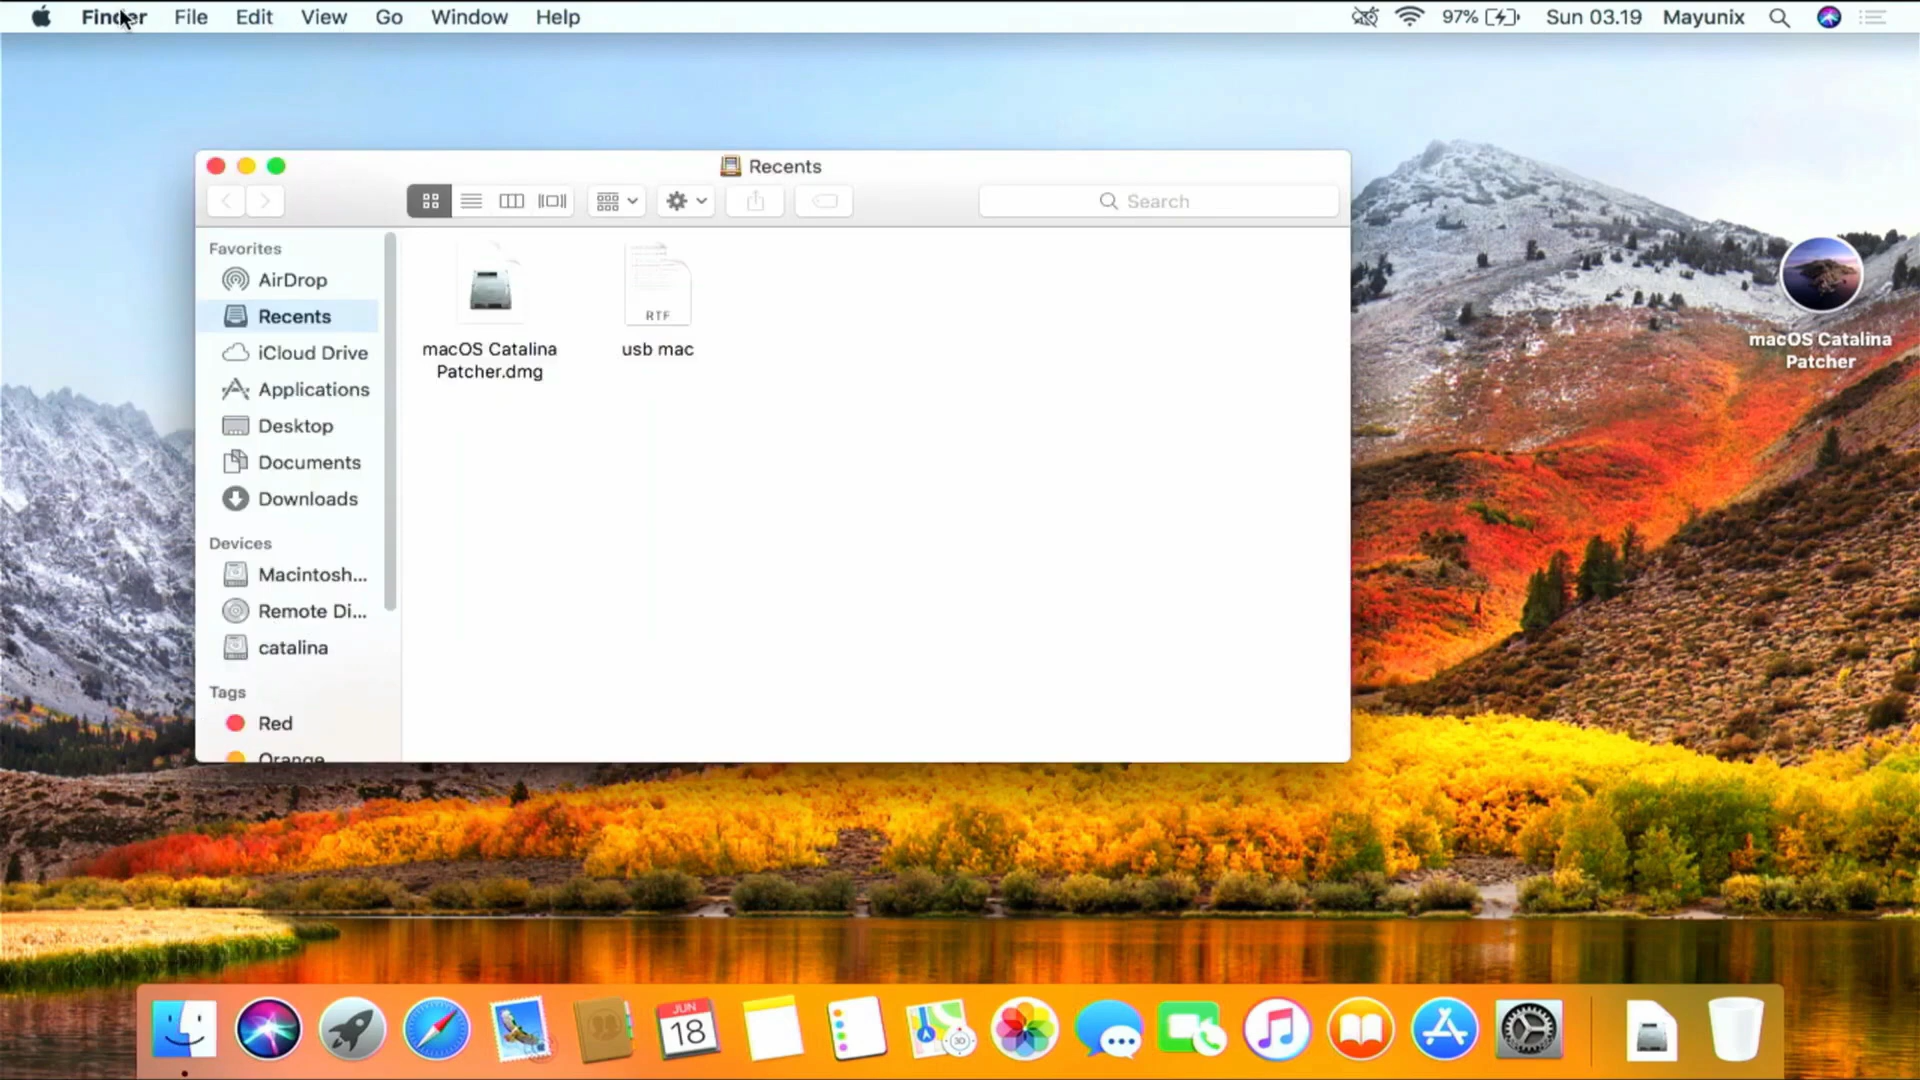 Finder File Edit View Go Window Help 97% Sun 03.19 Mayunix
Recents
Search
Favorites
AirDrop
Recents
iCloud Drive
Applications
Desktop
Documents
Downloads
Devices
Macintosh...
Remote Di...
catalina
Tags
Red
Orange
RTF
macOS Catalina
Patcher.dmg
usb mac
macOS Catalina
Patcher
JUN
18